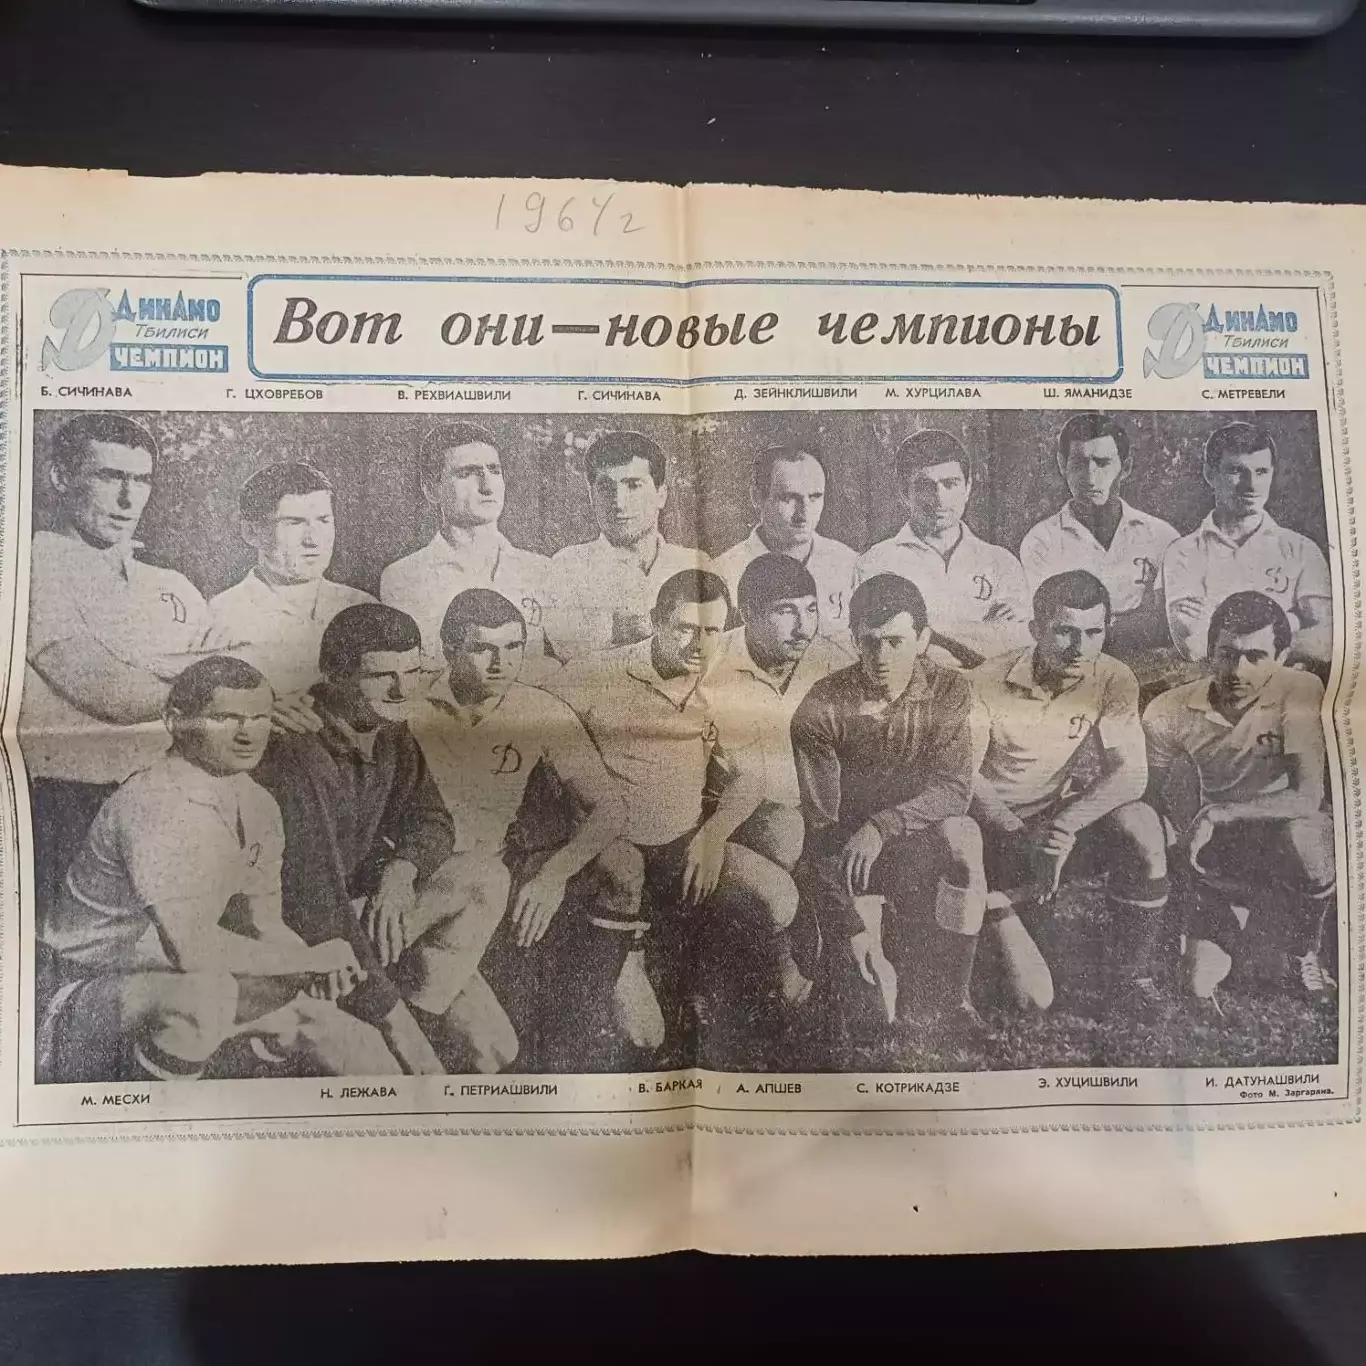 1964 г
Динамо
Тбилиси
Чемпион
Вот они — новые чемпионы
Динамо
Тбилиси
Чемпион
Б. СИЧИНАВА Г. ЦХОВРЕБОВ В. РЕХВИАШВИЛИ Г. СИЧИНАВА Д. ЗЕЙНКЛИШВИЛИ М. ХУРЦИЛАВА Ш. ЯМАНИДЗЕ С. МЕТРЕВЕЛИ
М. МЕСХИ Н. ЛЕЖАВА Г. ПЕТРИАШВИЛИ В. БАРКАЯ А. АПШЕВ С. КОТРИКАДЗЕ Э. ХУЦИШВИЛИ И. ДАТУНАШВИЛИ
Фото М. Заргаряна.